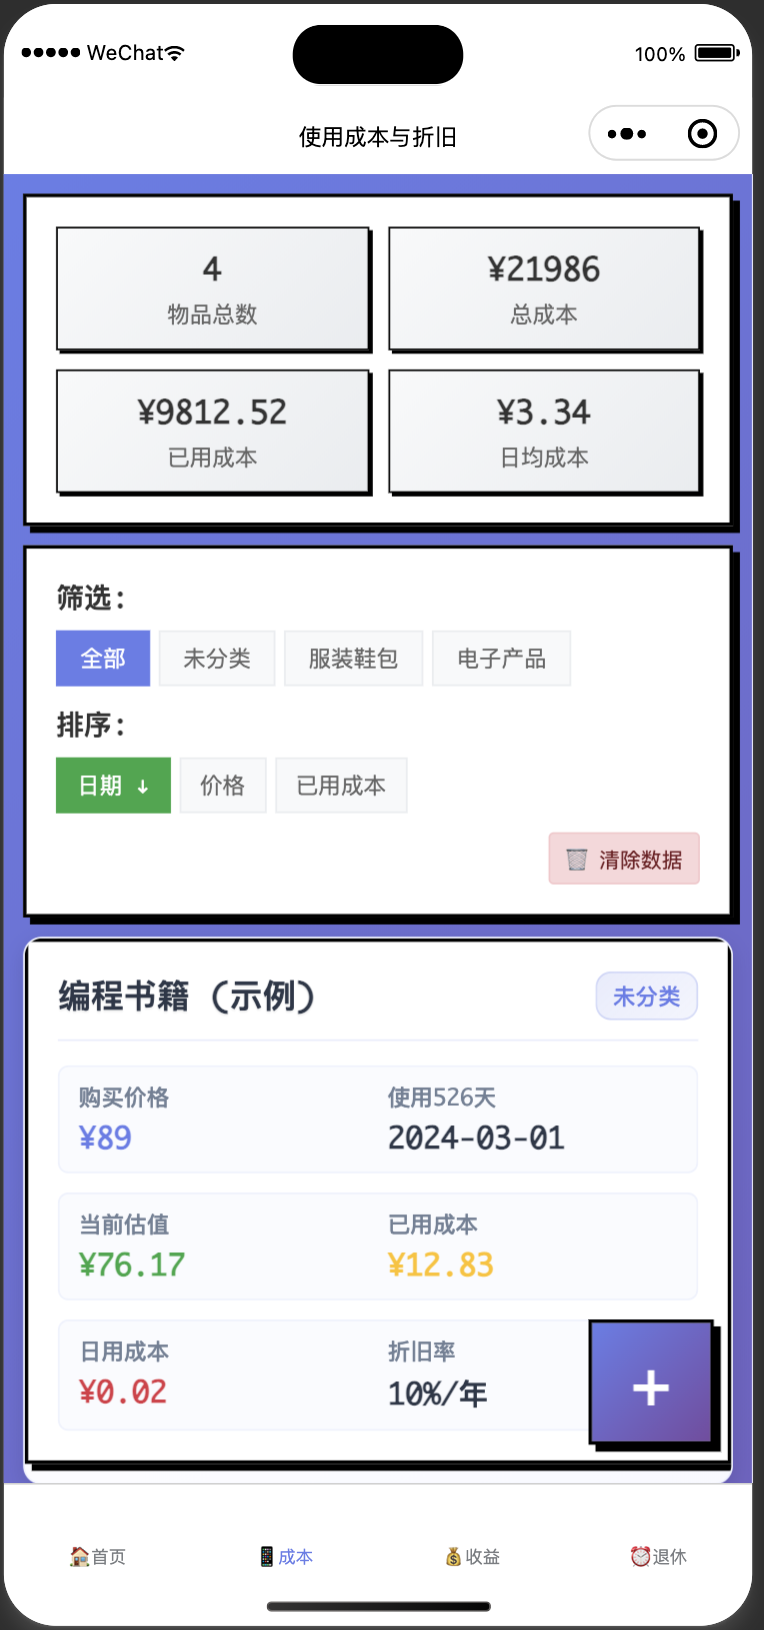 WeChat
100%
使用成本与折旧
4
物品总数
¥21986
总成本
¥9812.52
已用成本
¥3.34
日均成本
筛选：
全部
未分类
服装鞋包
电子产品
排序：
日期 ↓
价格
已用成本
清除数据
编程书籍（示例）
未分类
购买价格
¥89
使用526天
2024-03-01
当前估值
¥76.17
已用成本
¥12.83
日用成本
¥0.02
折旧率
10%/年
+
首页
成本
收益
退休